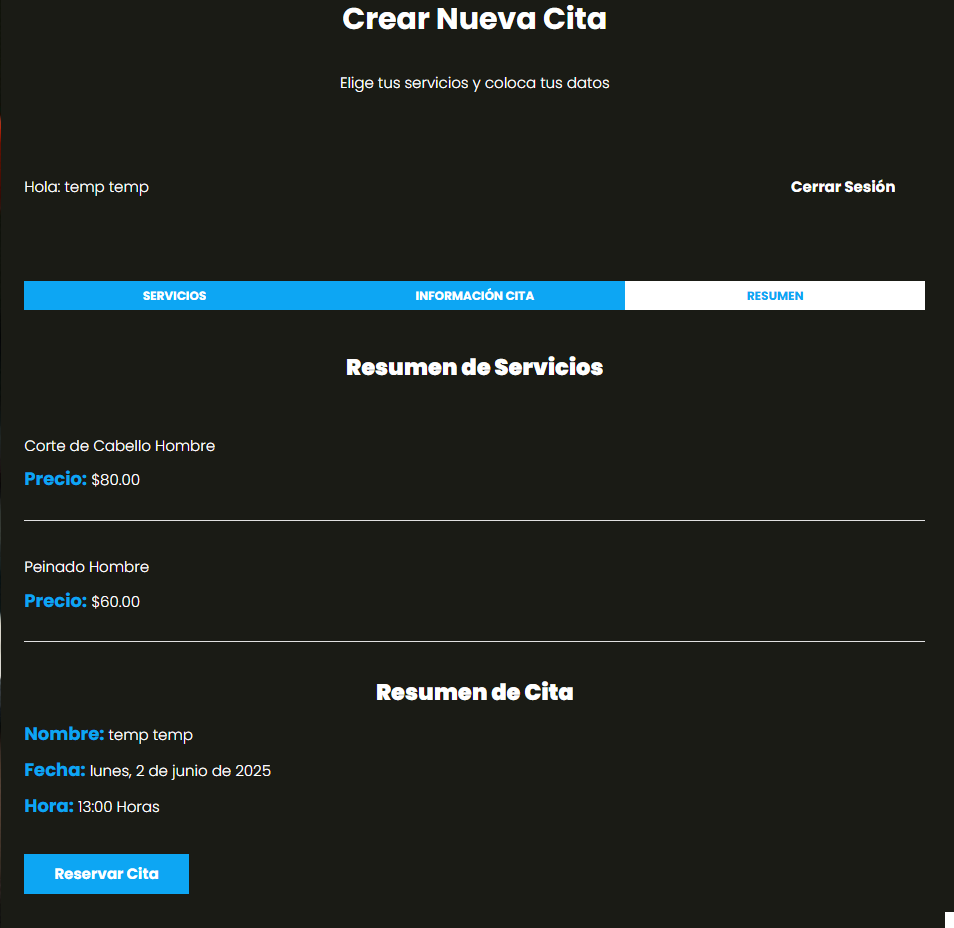 Crear Nueva Cita
Elige tus servicios y coloca tus datos
Hola: temp temp
Cerrar Sesión
SERVICIOS
INFORMACIÓN CITA
RESUMEN
Resumen de Servicios
Corte de Cabello Hombre
Precio: $80.00
Peinado Hombre
Precio: $60.00
Resumen de Cita
Nombre: temp temp
Fecha: lunes, 2 de junio de 2025
Hora: 13:00 Horas
Reservar Cita